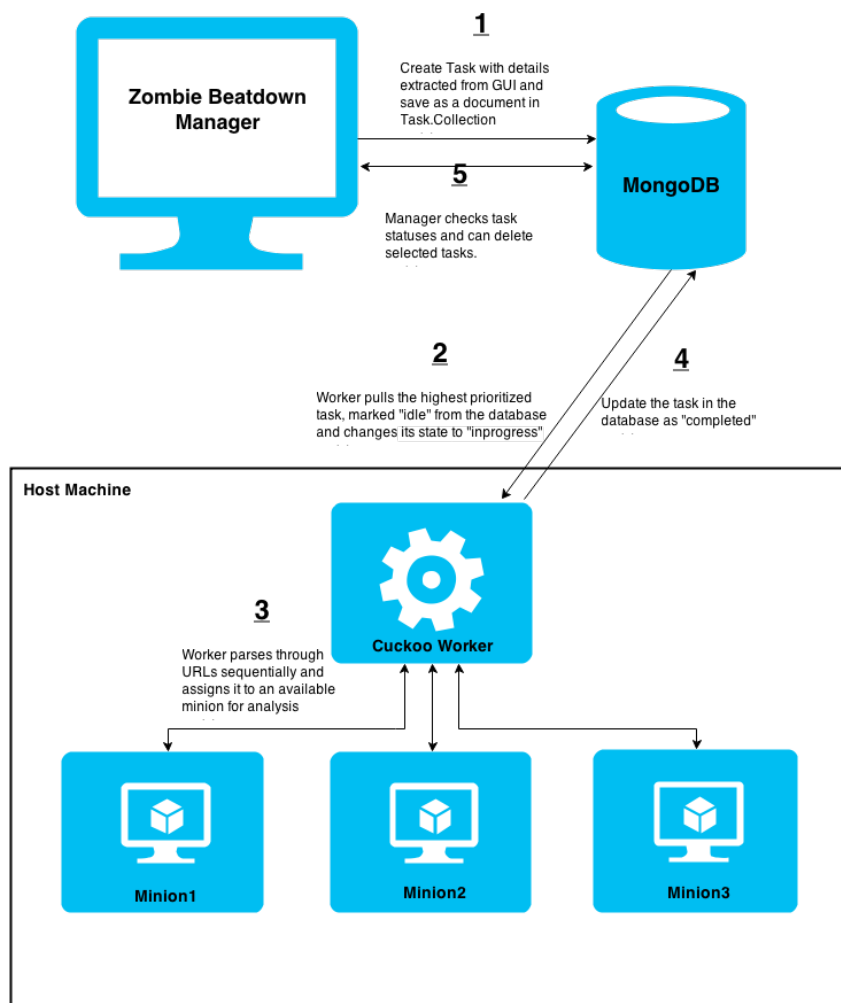 1
Create Task with details
extracted from GUI and
save as a document in
Task.Collection
Zombie Beatdown
Manager
MongoDB
5
Manager checks task
statuses and can delete
selected tasks.
2
Worker pulls the highest prioritized
task, marked "idle" from the database
and changes its state to "inprogress"
4
Update the task in the
database as "completed"
Host Machine
Cuckoo Worker
3
Worker parses through
URLs sequentially and
assigns it to an available
minion for analysis
Minion1
Minion2
Minion3